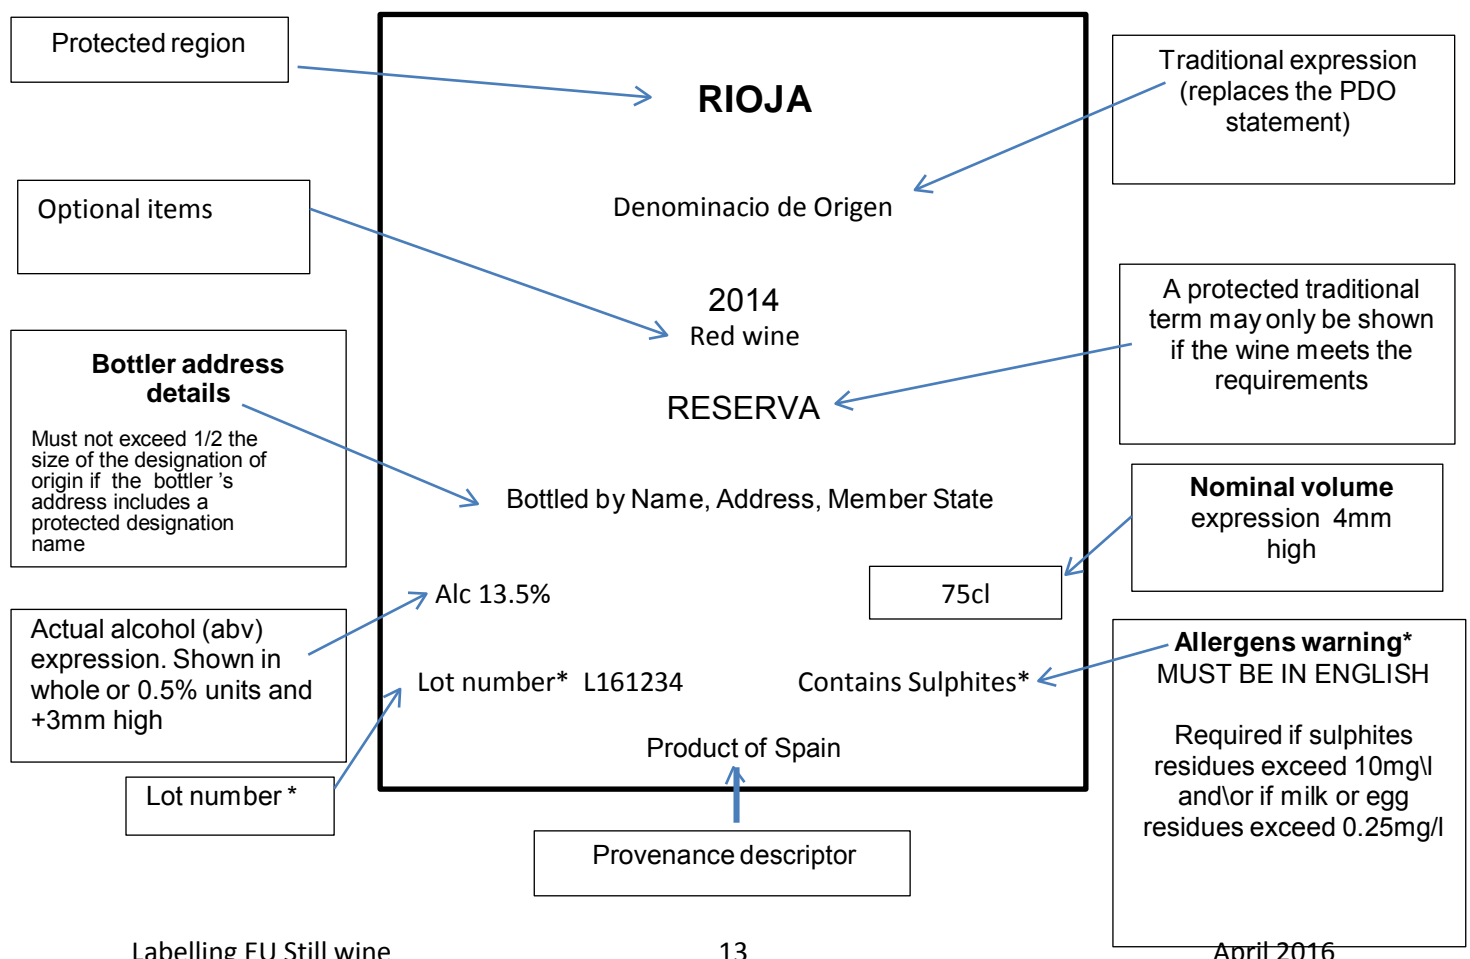 Protected region
RIOJA
Traditional expression
(replaces the PDO
statement)
Optional items
Denominacio de Origen
2014
Red wine
A protected traditional
term may only be shown
if the wine meets the
requirements
Bottler address
details
Must not exceed 1/2 the
size of the designation of
origin if the bottler 's
address includes a
protected designation
name
RESERVA
Bottled by Name, Address, Member State
Nominal volume
expression 4mm
high
Alc 13.5%
75cl
Actual alcohol (abv)
expression. Shown in
whole or 0.5% units and
+3mm high
Lot number* L161234
Contains Sulphites*
Allergens warning*
MUST BE IN ENGLISH
Required if sulphites
residues exceed 10mg\l
and\or if milk or egg
residues exceed 0.25mg/l
Product of Spain
Lot number *
Provenance descriptor
Labelling EU Still wine
13
April 2016